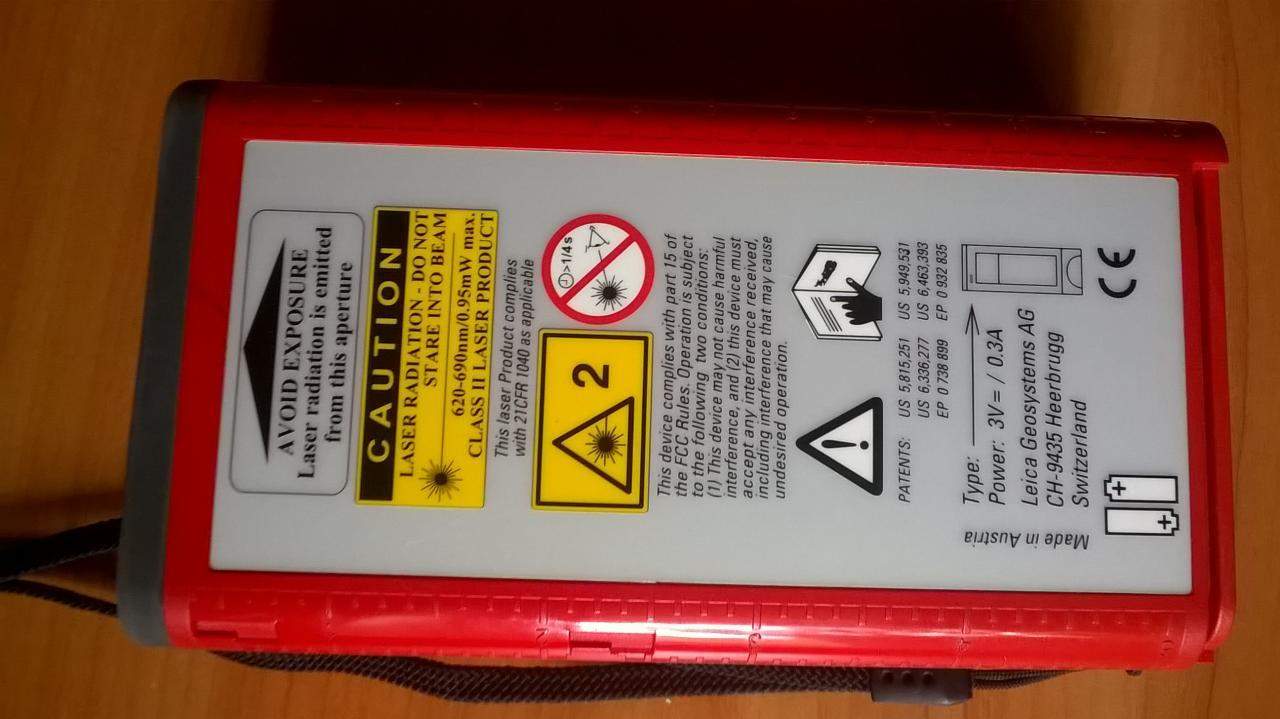 AVOID EXPOSURE
Laser radiation is emitted
from this aperture
CAUTION
LASER RADIATION - DO NOT
STARE INTO BEAM
620-690nm/0.95mW max.
CLASS II LASER PRODUCT
This laser Product complies
with 21CFR 1040 as applicable
>1/4 s
2
This device complies with part 15 of
the FCC Rules. Operation is subject
to the following two conditions:
(1) This device may not cause harmful
interference, and (2) this device must
accept any interference received,
including interference that may cause
undesired operation.
PATENTS: US 5,815,251 US 5,949,531
US 6,336,277 US 6,463,393
EP 0 738 899 EP 0 932 835
Type:
Power: 3V = / 0.3A
Leica Geosystems AG
CH-9435 Heerbrugg
Switzerland
CE
Made in Austria
+
+